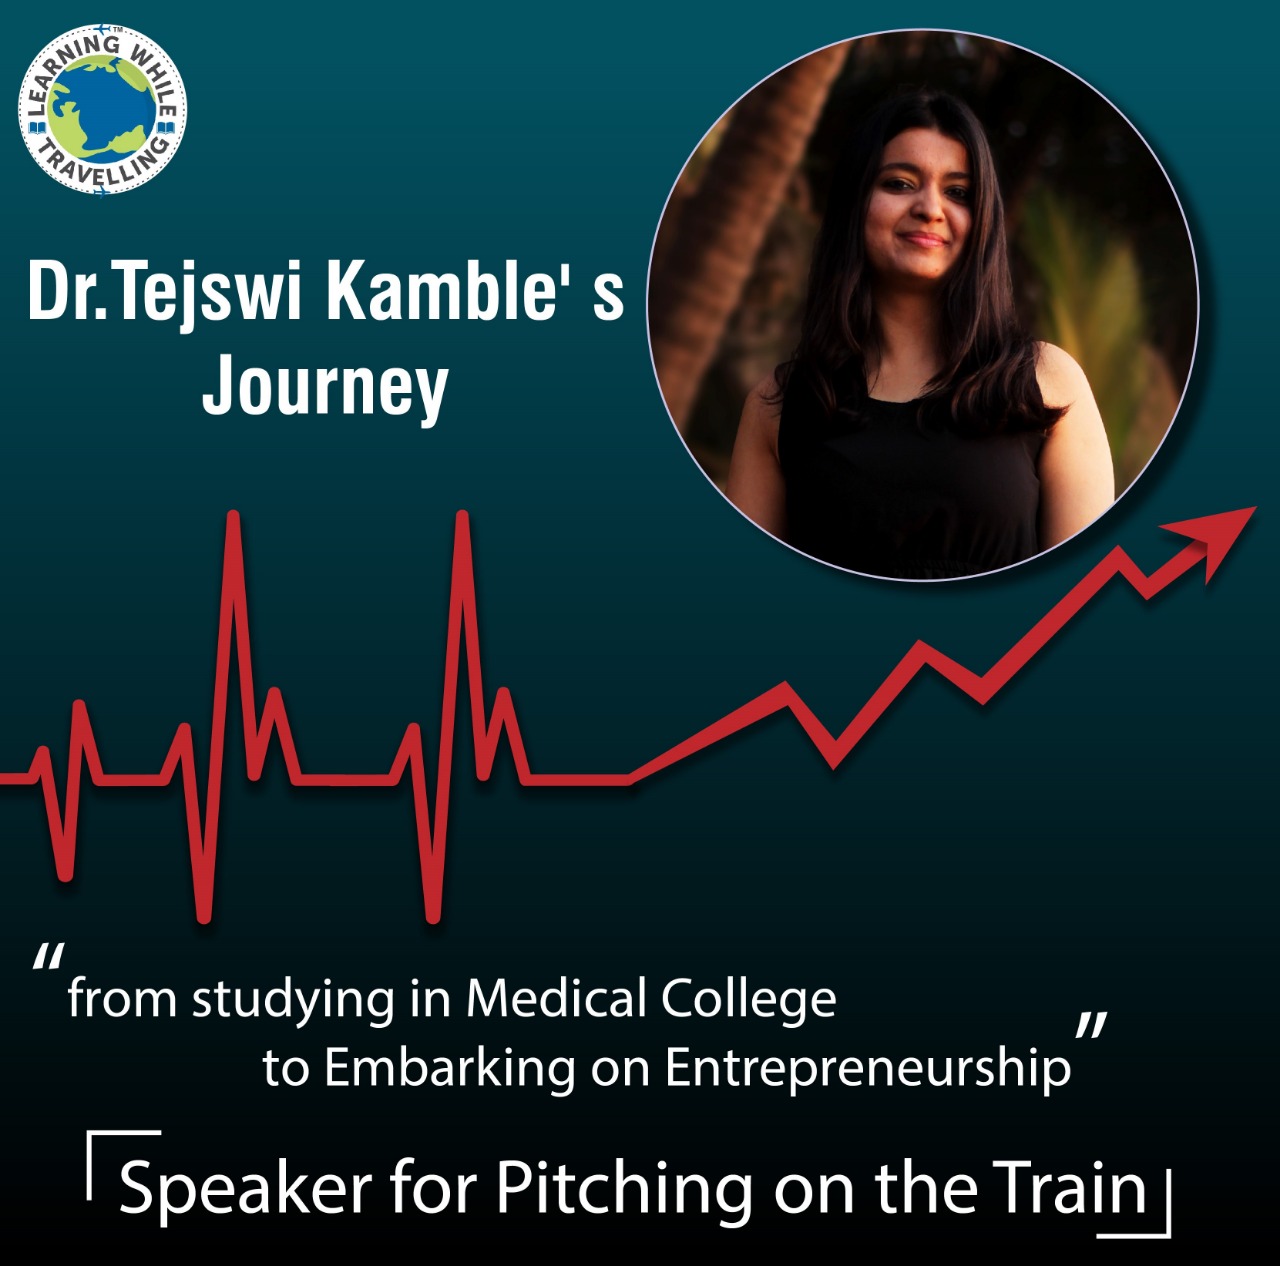 LEARNING WHILE
TRAVELLING
TM
Dr.Tejswi Kamble' s
Journey
“from studying in Medical College
to Embarking on Entrepreneurship”
Speaker for Pitching on the Train